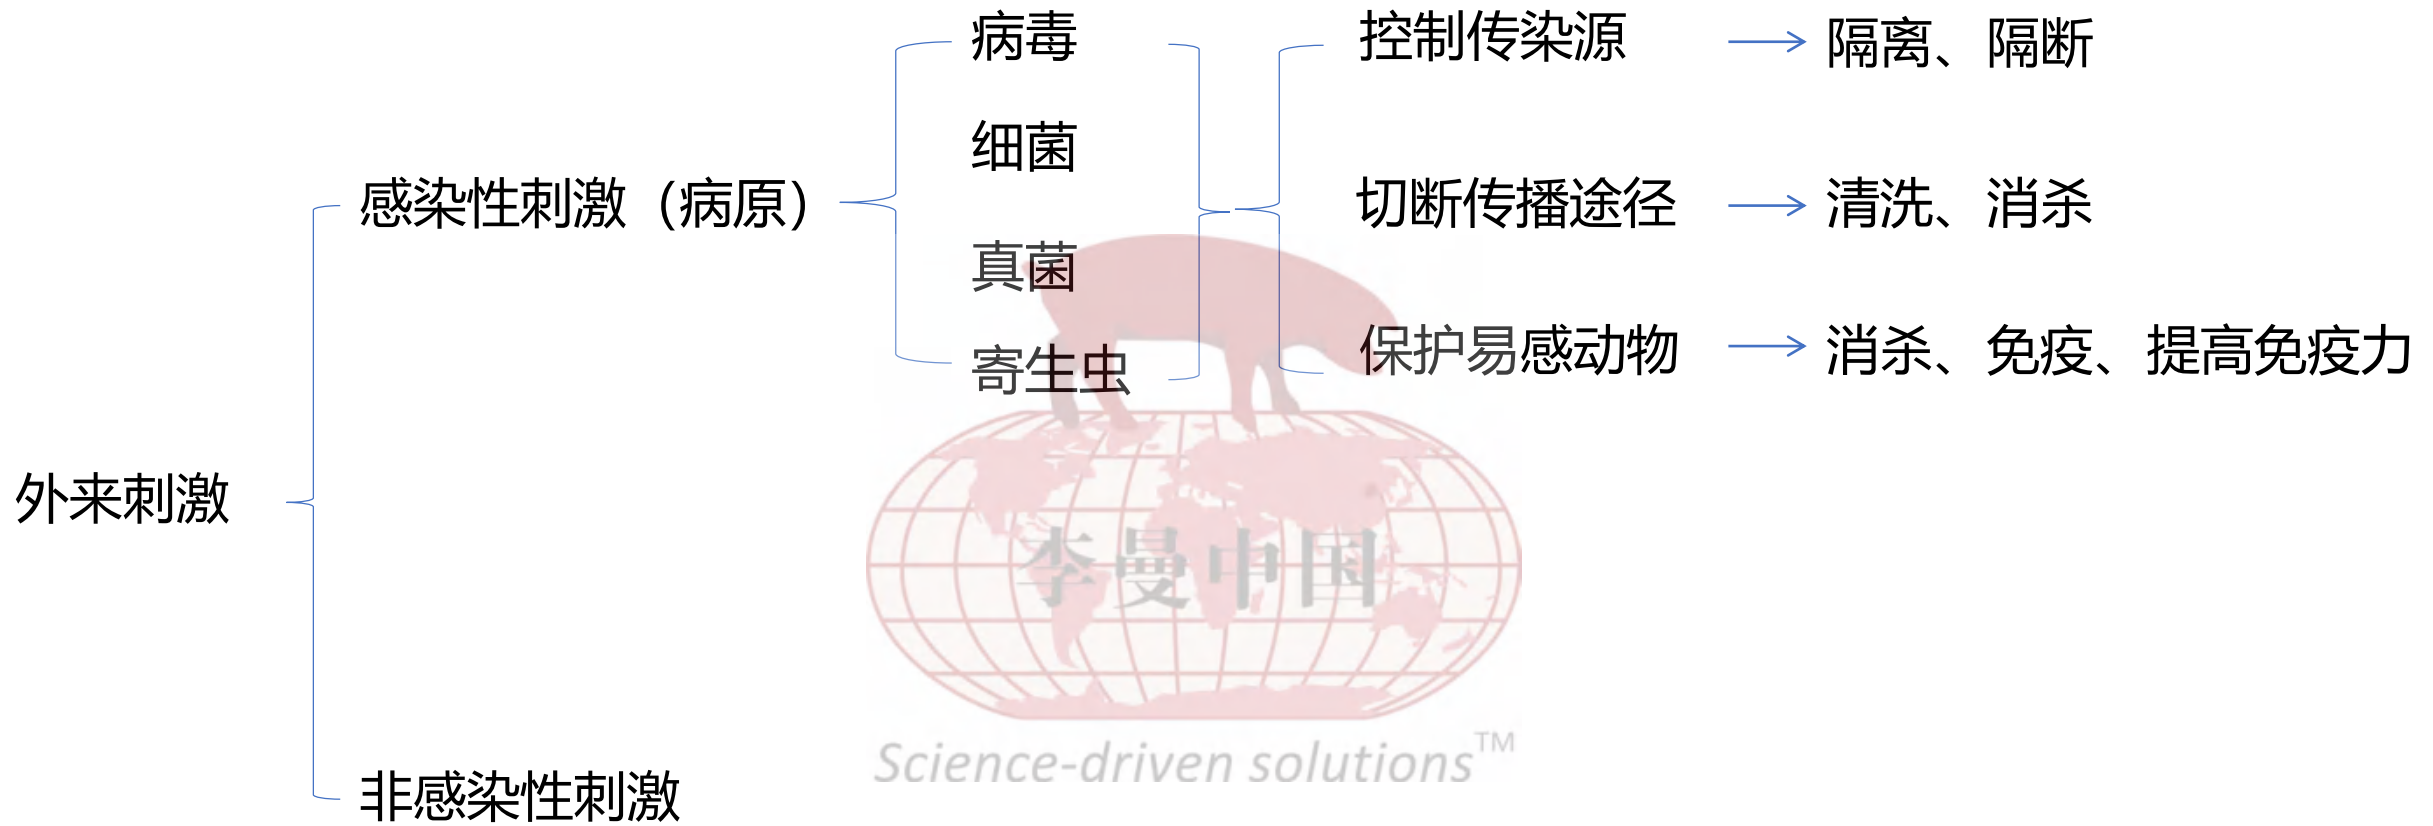 外来刺激
感染性刺激（病原）
非感染性刺激
病毒
细菌
真菌
寄生虫
控制传染源
切断传播途径
保护易感动物
隔离、隔断
清洗、消杀
消杀、免疫、提高免疫力
李曼中国
Science-driven solutions™